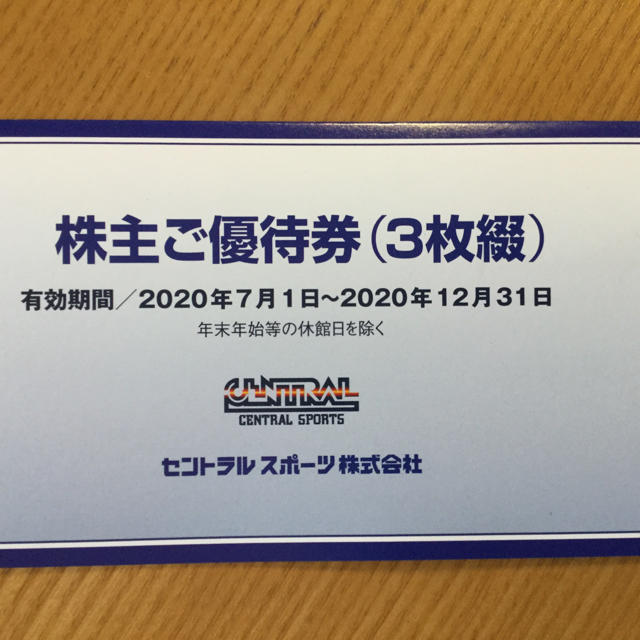 株主ご優待券(3枚綴)
有効期間/2020年7月1日〜2020年12月31日
年末年始等の休館日を除く
CENTRAL
CENTRAL SPORTS
セントラルスポーツ株式会社